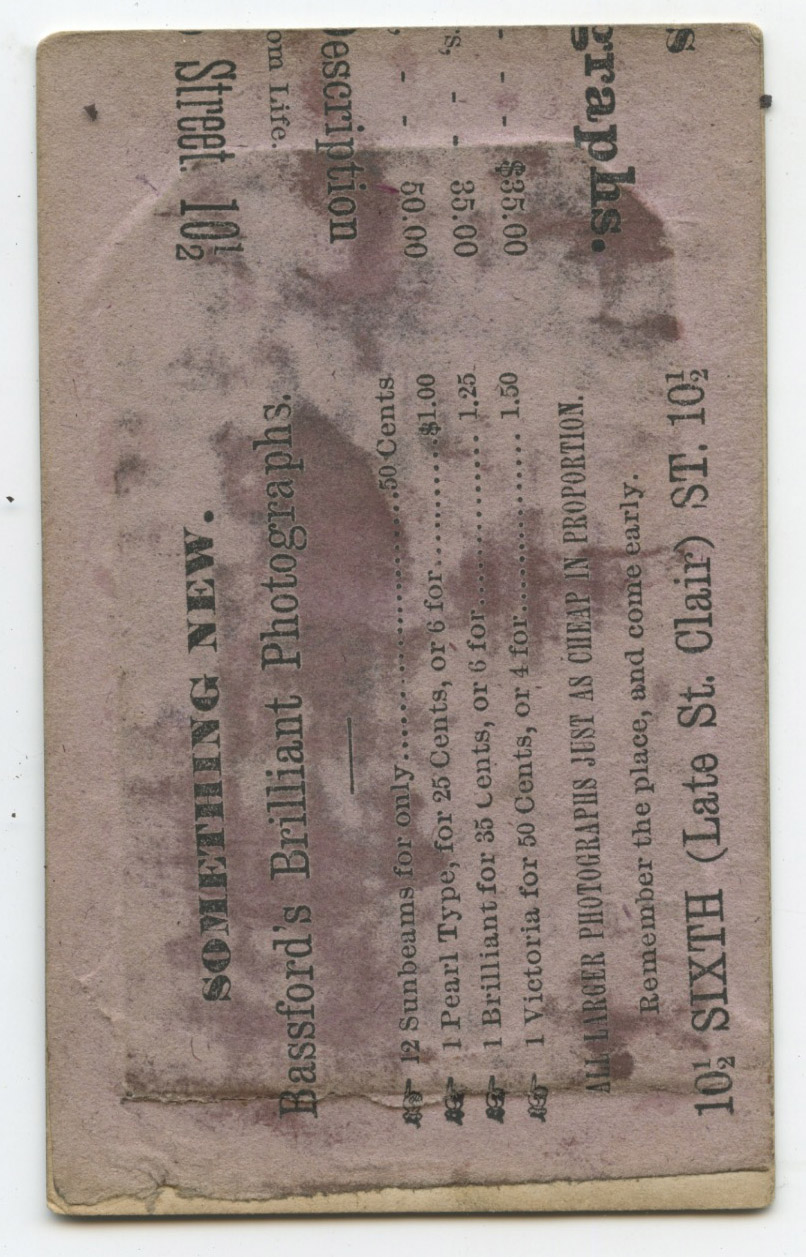 SOMETHING NEW.
Bassford's Brilliant Photographs.
12 Sunbeams for only..........................50 Cents.
1 Pearl Type, for 25 Cents, or 6 for............$1.00
1 Brilliant for 35 Cents, or 6 for............... 1.25
1 Victoria for 50 Cents, or 4 for............... 1.50
ALL LARGER PHOTOGRAPHS JUST AS CHEAP IN PROPORTION.
Remember the place, and come early.
10½ SIXTH (Late St. Clair) ST. 10½
s
graphs.
- - $35.00
s, - - 35.00
, - - 50.00
escription
om Life.
Street. 10½